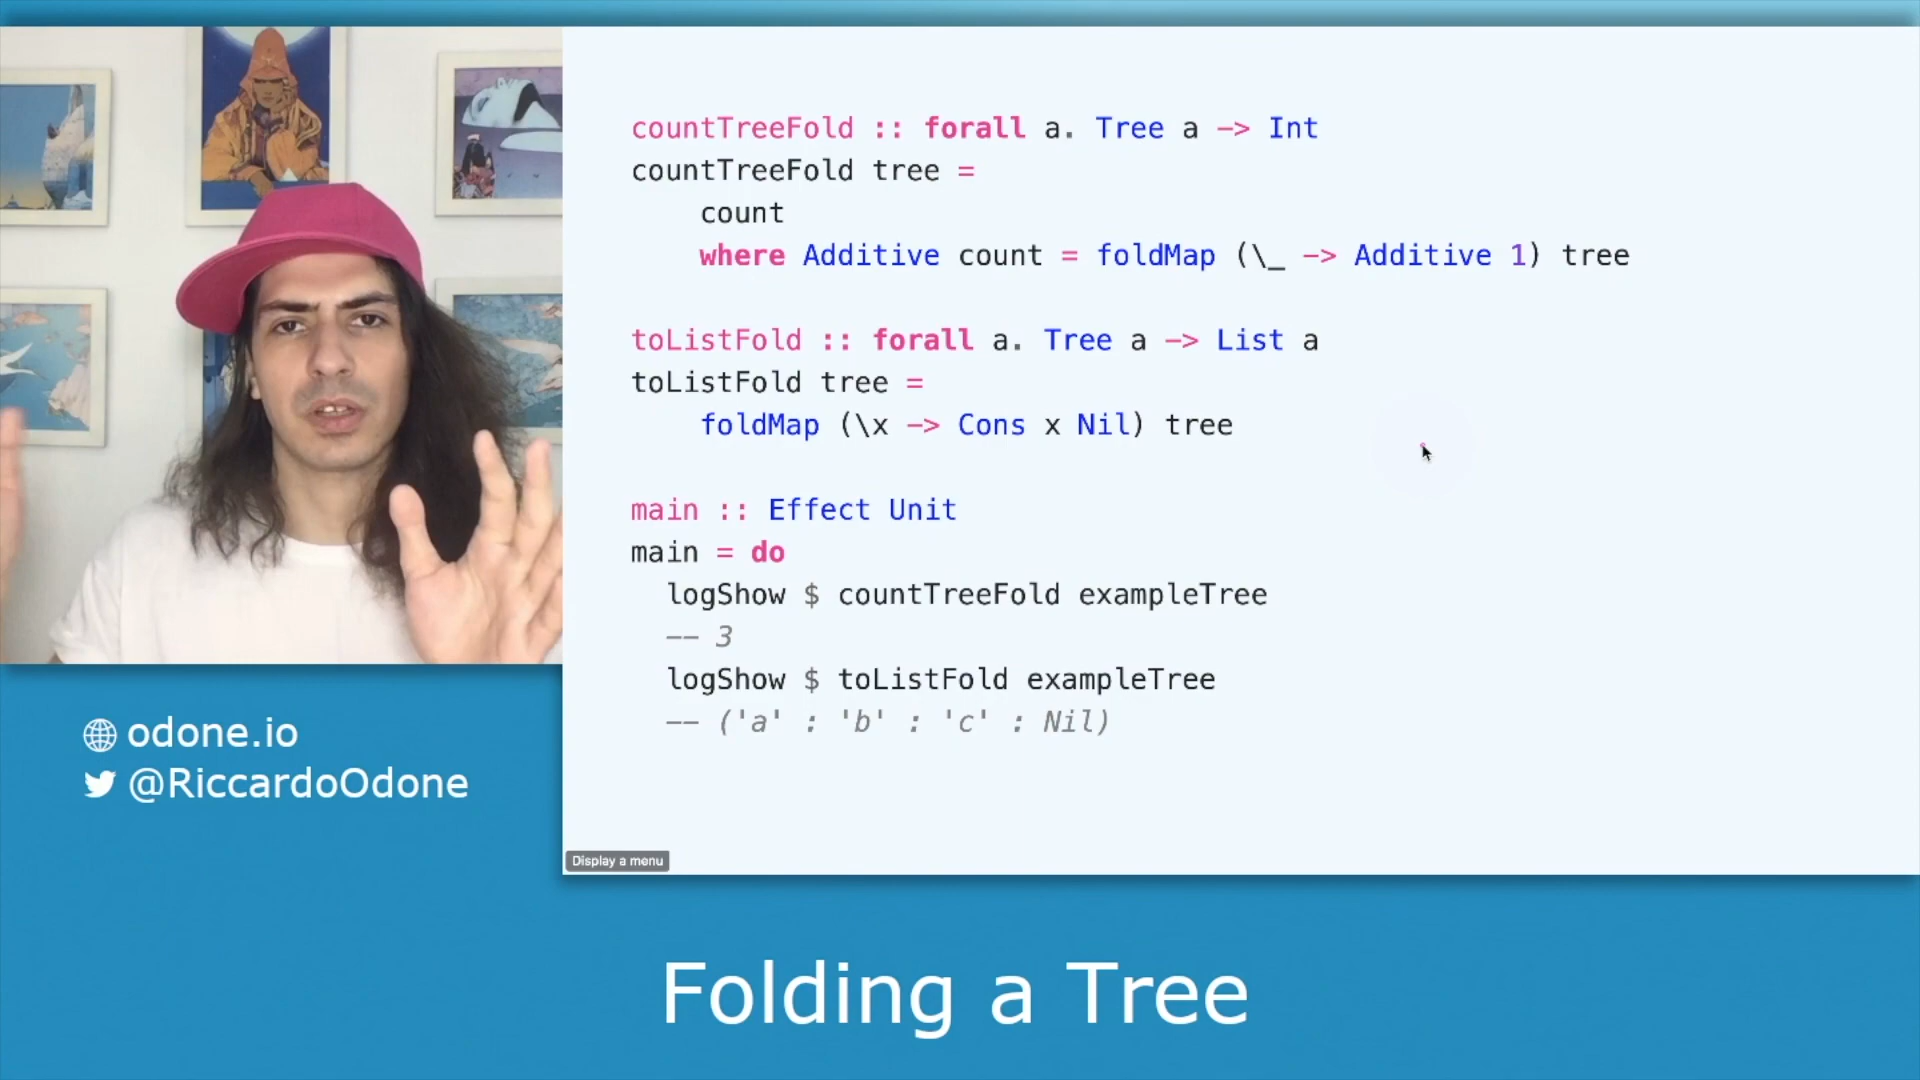 countTreeFold :: forall a. Tree a -> Int
countTreeFold tree =
    count
    where Additive count = foldMap (\_ -> Additive 1) tree
toListFold :: forall a. Tree a -> List a
toListFold tree =
    foldMap (\x -> Cons x Nil) tree
main :: Effect Unit
main = do
  logShow $ countTreeFold exampleTree
  -- 3
  logShow $ toListFold exampleTree
  -- ('a' : 'b' : 'c' : Nil)
odone.io
@RiccardoOdone
Display a menu
Folding a Tree